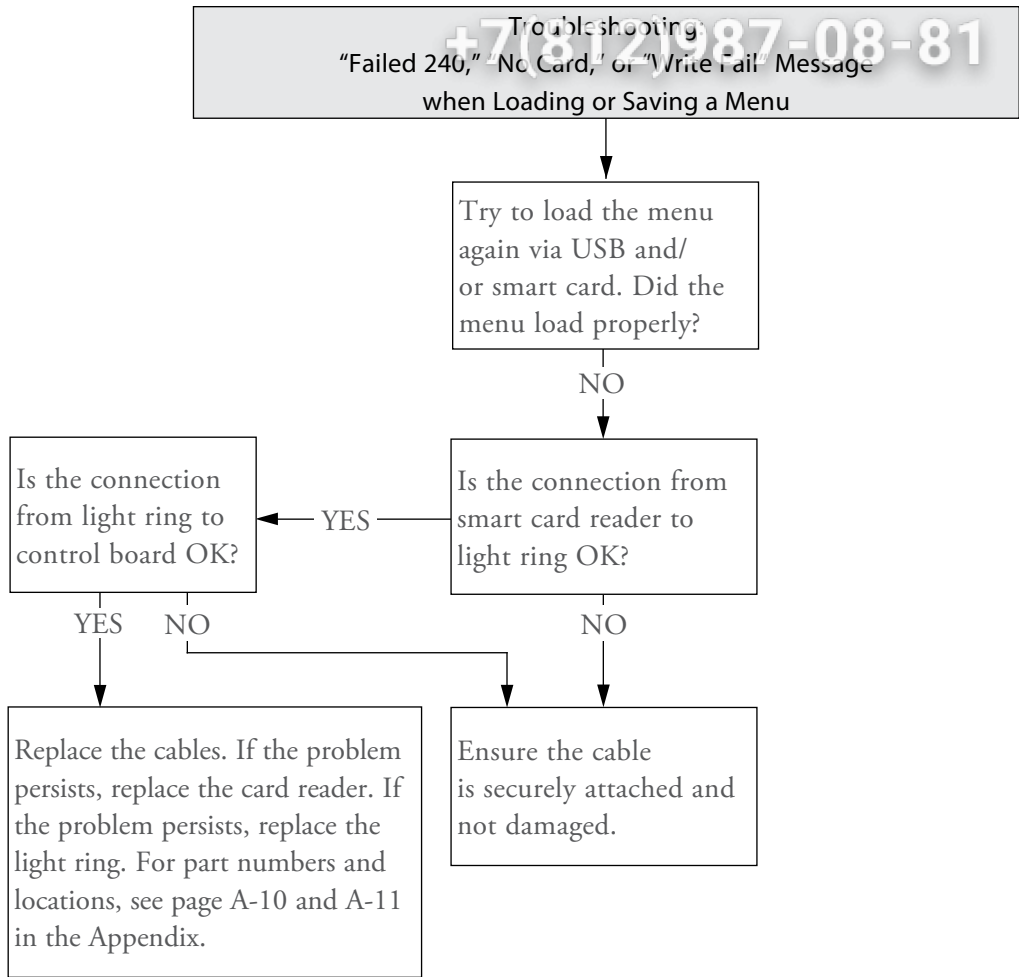 Troubleshooting:
+7(812)987-08-81
“Failed 240,” “No Card,” or “Write Fail” Message
when Loading or Saving a Menu
Try to load the menu
again via USB and/
or smart card. Did the
menu load properly?
NO
Is the connection
from light ring to
control board OK?
YES
Is the connection from
smart card reader to
light ring OK?
YES NO
NO
Replace the cables. If the problem
persists, replace the card reader. If
the problem persists, replace the
light ring. For part numbers and
locations, see page A-10 and A-11
in the Appendix.
Ensure the cable
is securely attached and
not damaged.